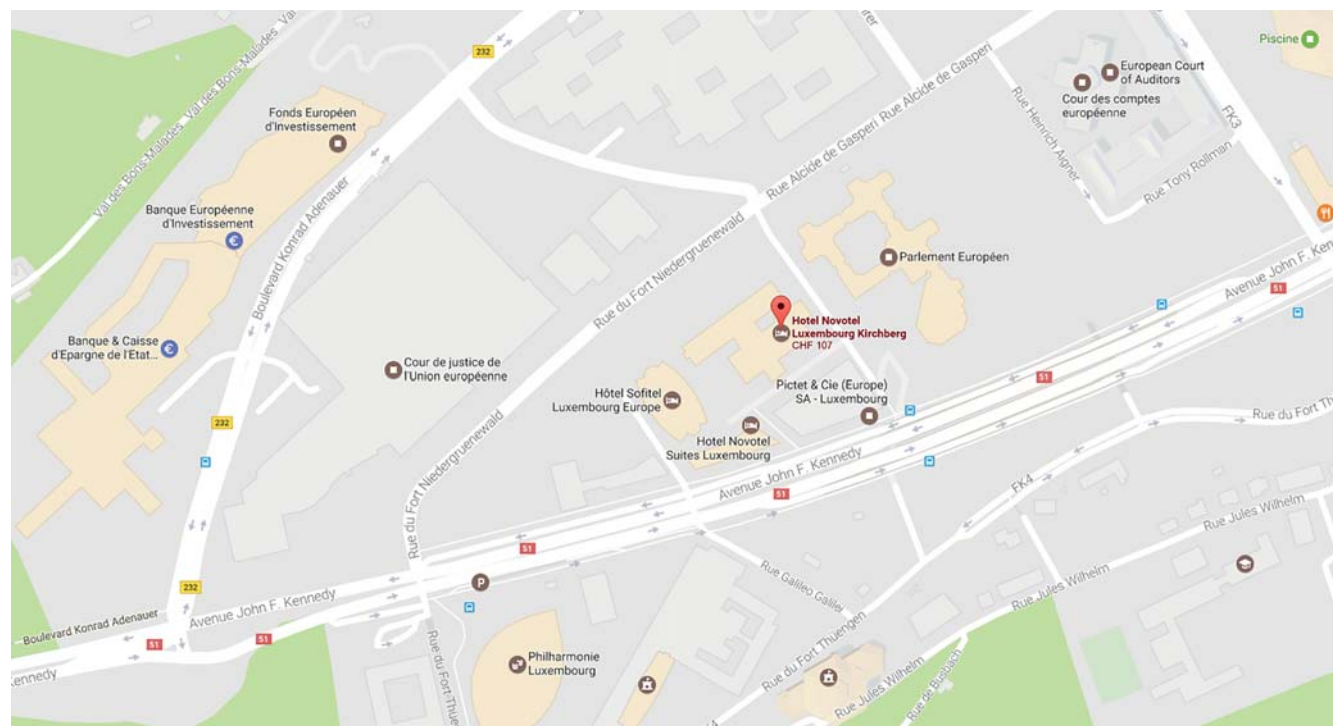 232
Piscine
European Court
of Auditors
Cour des comptes
européenne
Val des Bons-Malades
Val des Bons-Malades
Fonds Européen
d'Investissement
Rue Alcide de Gasperi
Rue Alcide de Gasperi
Rue Heinrich Aigner
FK3
Rue Tony Rollman
Banque Européenne
d'Investissement
Boulevard Konrad Adenauer
Rue du Fort Niedergruenewald
Parlement Européen
Avenue John F. Kennedy
51
Hotel Novotel
Luxembourg Kirchberg
CHF 107
Banque & Caisse
d'Epargne de l'Etat...
Cour de justice de
l'Union européenne
Pictet & Cie (Europe)
SA - Luxembourg
51
Hôtel Sofitel
Luxembourg Europe
232
Hotel Novotel
Suites Luxembourg
Rue du Fort
Avenue John F. Kennedy
51
FK4
Rue du Fort Niedergruenewald
Rue Jules Wilhelm
51
P
232
Rue Galileo Galilei
Rue Jules Wilhelm
Avenue John F. Kennedy
Boulevard Konrad Adenauer
51
51
Rue du Fort Thuengen
Philharmonie
Luxembourg
Rue du Fort
Rue Jules Wilhelm
Rue de Busbach
FK4